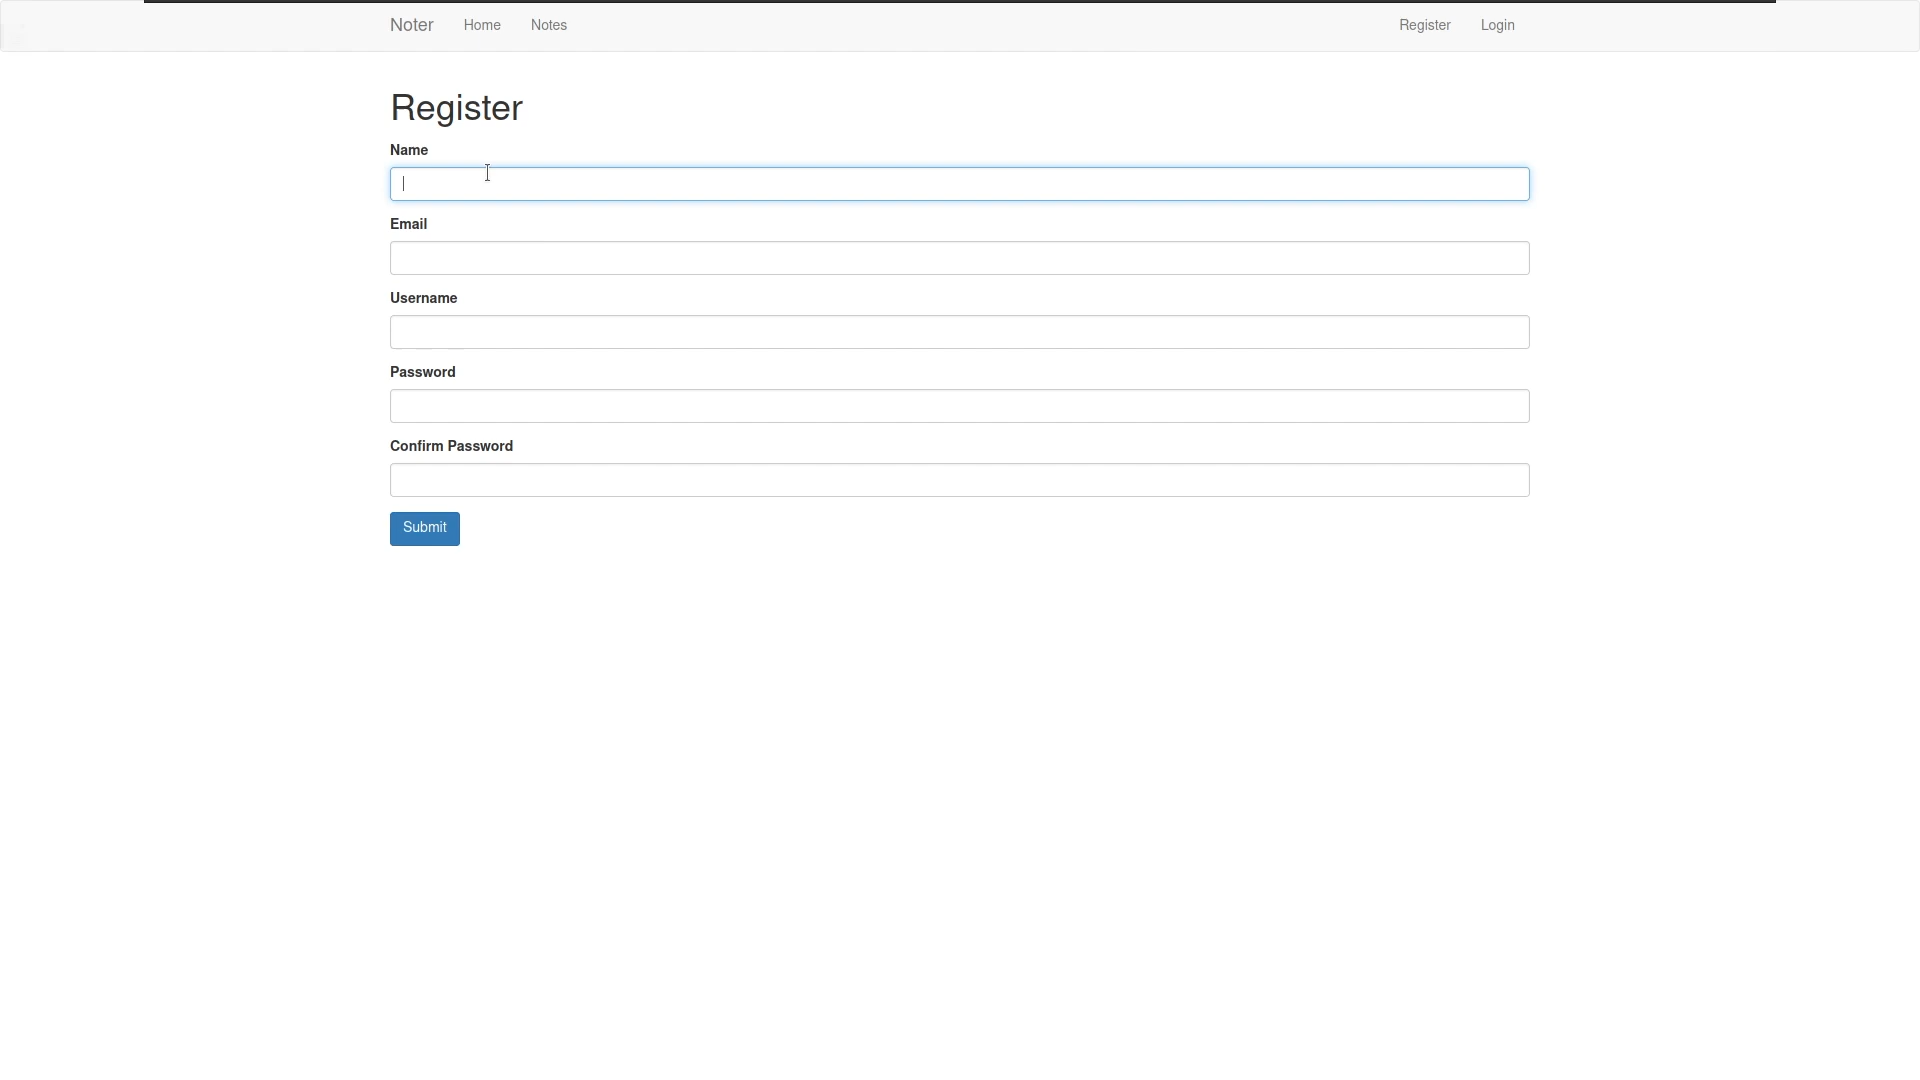 Noter Home Notes Register Login
Register
Name
Email
Username
Password
Confirm Password
Submit